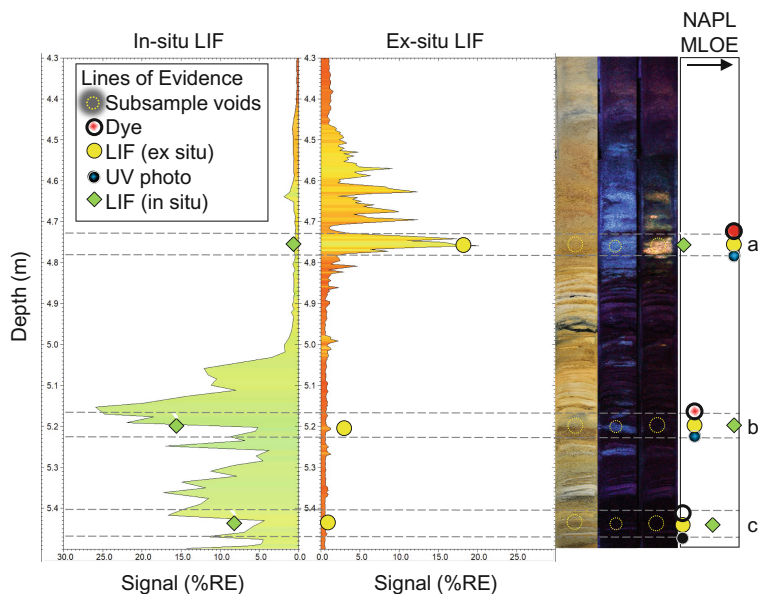 In-situ LIF
Ex-situ LIF
NAPL
MLOE
Lines of Evidence
Subsample voids
Dye
LIF (ex situ)
UV photo
LIF (in situ)
Depth (m)
4.3
4.4
4.5
4.6
4.7
4.8
4.9
5.0
5.1
5.2
5.3
5.4
4.3
4.4
4.5
4.6
4.7
4.8
4.9
5.0
5.1
5.2
5.3
5.4
a
b
c
30.0 25.0 20.0 15.0 10.0 5.0 0.0
0.0 5.0 10.0 15.0 20.0 25.0
Signal (%RE)
Signal (%RE)